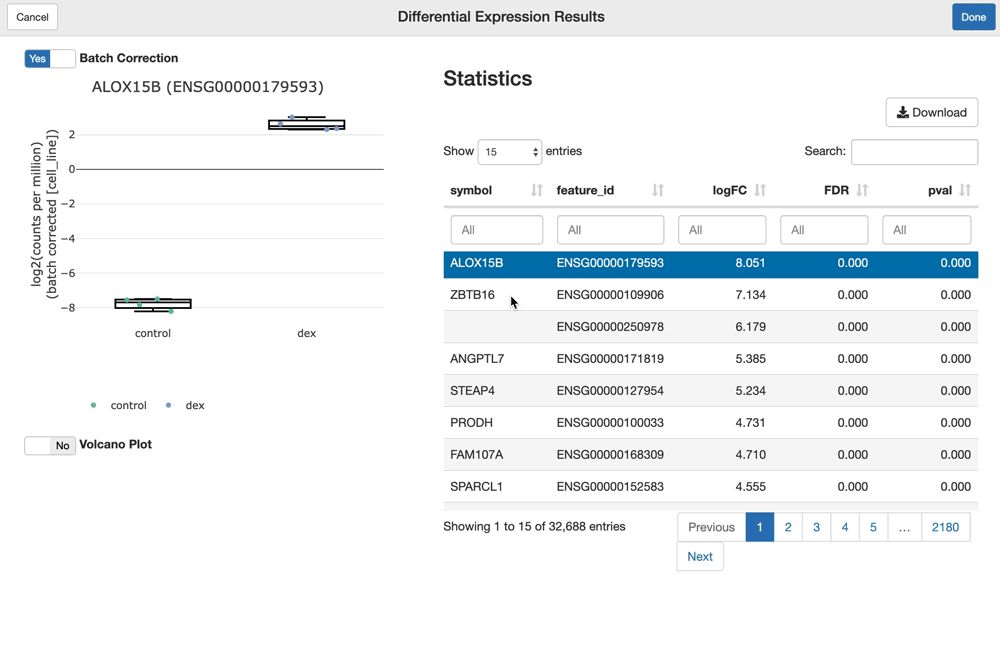 Cancel
Differential Expression Results
Done
Yes
Batch Correction
ALOX15B (ENSG00000179593)
log2(counts per million)
(batch corrected [cell_line])
2
0
−2
−4
−6
−8
control
dex
control
dex
No
Volcano Plot
Statistics
Download
Show 15 entries
Search:
symbol feature_id logFC FDR pval
All All All All All
ALOX15B ENSG00000179593 8.051 0.000 0.000
ZBTB16 ENSG00000109906 7.134 0.000 0.000
ENSG00000250978 6.179 0.000 0.000
ANGPTL7 ENSG00000171819 5.385 0.000 0.000
STEAP4 ENSG00000127954 5.234 0.000 0.000
PRODH ENSG00000100033 4.731 0.000 0.000
FAM107A ENSG00000168309 4.710 0.000 0.000
SPARCL1 ENSG00000152583 4.555 0.000 0.000
Showing 1 to 15 of 32,688 entries
Previous 1 2 3 4 5 … 2180
Next